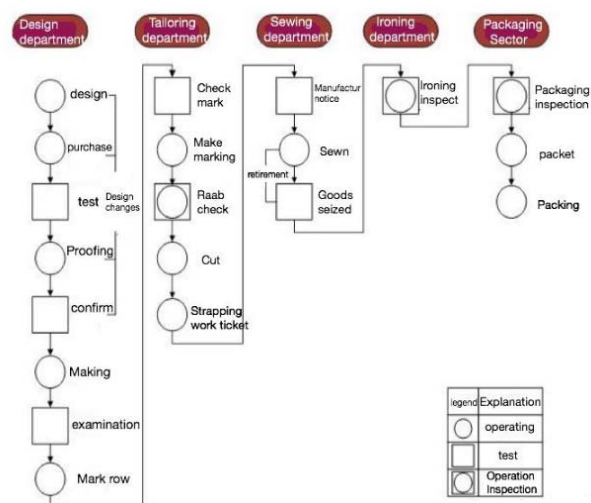 Design
department
Tailoring
department
Sewing
department
Ironing
department
Packaging
Sector
design
purchase
test
Design
changes
Proofing
confirm
Making
examination
Mark row
Check
mark
Make
marking
Raab
check
Cut
Strapping
work ticket
Manufactur
notice
Sewn
retirement
Goods
seized
Ironing
inspect
Packaging
inspection
packet
Packing
legend Explanation
operating
test
Operation
Inspection